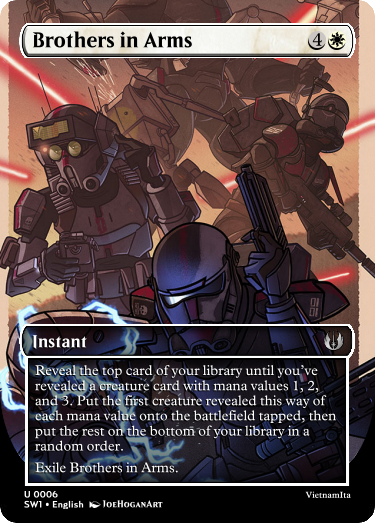 Brothers in Arms 4
Instant
Reveal the top card of your library until you've
revealed a creature card with mana values 1, 2,
and 3. Put the first creature revealed this way of
each mana value onto the battlefield tapped, then
put the rest on the bottom of your library in a
random order.
Exile Brothers in Arms.
U 0006
SW1 • English JoeHoganArt
VietnamIta